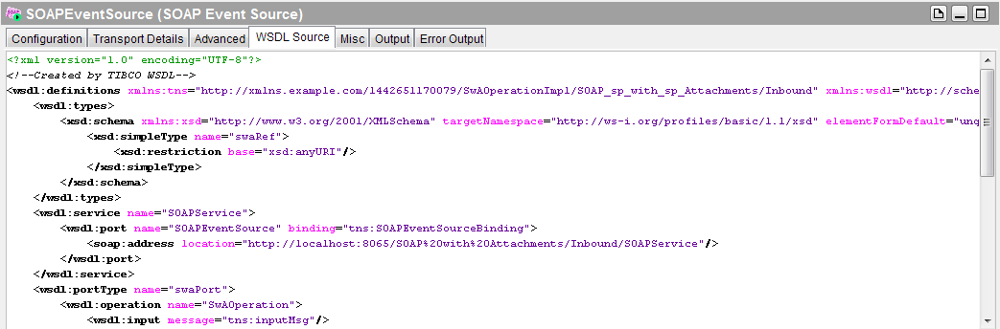 SOAPEventSource (SOAP Event Source)
Configuration Transport Details Advanced WSDL Source Misc Output Error Output
<?xml version="1.0" encoding="UTF-8"?>
<!--Created by TIBCO WSDL-->
<wsdl:definitions xmlns:tns="http://xmlns.example.com/1442651170079/SwAOperationImpl/SOAP_sp_with_sp_Attachments/Inbound" xmlns:wsdl="http://sche
<wsdl:types>
<xsd:schema xmlns:xsd="http://www.w3.org/2001/XMLSchema" targetNamespace="http://ws-i.org/profiles/basic/1.1/xsd" elementFormDefault="unq
<xsd:simpleType name="swaRef">
<xsd:restriction base="xsd:anyURI"/>
</xsd:simpleType>
</xsd:schema>
</wsdl:types>
<wsdl:service name="SOAPService">
<wsdl:port name="SOAPEventSource" binding="tns:SOAPEventSourceBinding">
<soap:address location="http://localhost:8065/SOAP%20with%20Attachments/Inbound/SOAPService"/>
</wsdl:port>
</wsdl:service>
<wsdl:portType name="swaPort">
<wsdl:operation name="SwAOperation">
<wsdl:input message="tns:inputMsg"/>